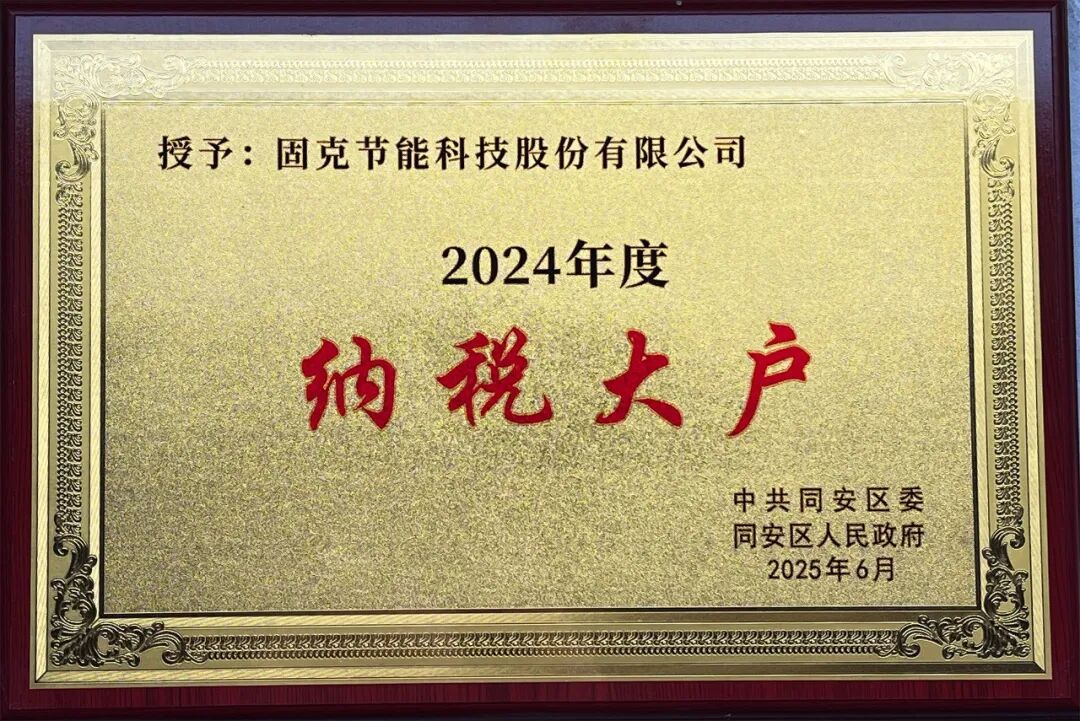 授予：固克节能科技股份有限公司
2024年度
纳税大户
中共同安区委
同安区人民政府
2025年6月